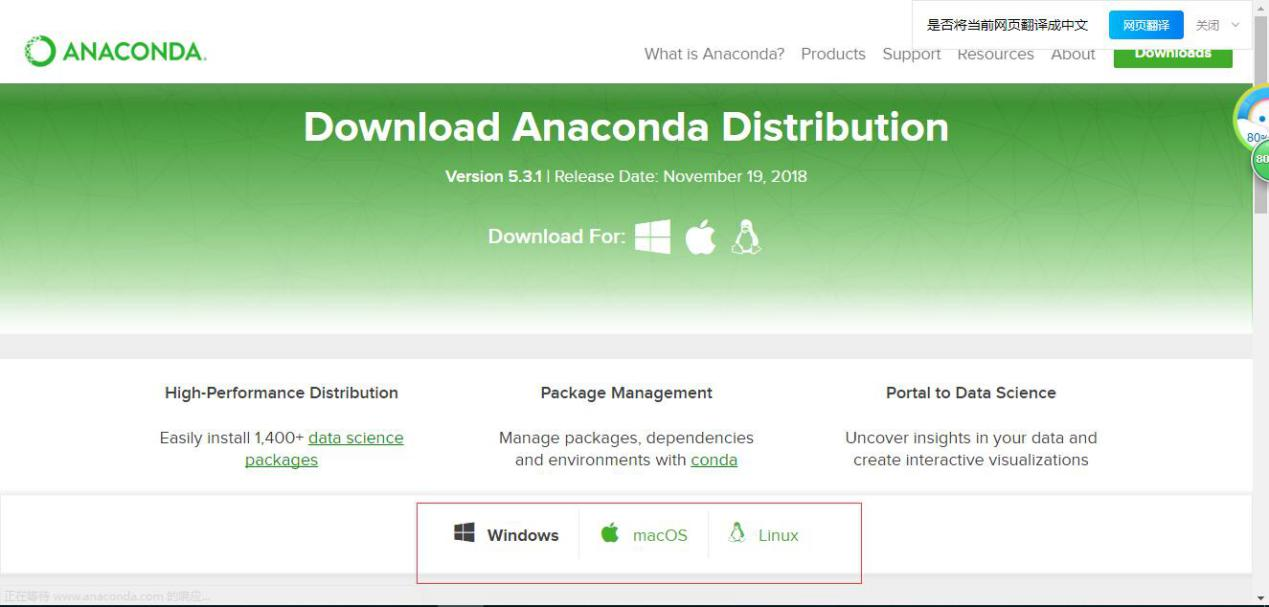 是否将当前网页翻译成中文 网页翻译 关闭
ANACONDA.
What is Anaconda? Products Support Resources About Downloads
80%
80
Download Anaconda Distribution
Version 5.3.1 | Release Date: November 19, 2018
Download For:
High-Performance Distribution
Easily install 1,400+ data science
packages
Package Management
Manage packages, dependencies
and environments with conda
Portal to Data Science
Uncover insights in your data and
create interactive visualizations
Windows macOS Linux
正在等待 www.anaconda.com 的响应...